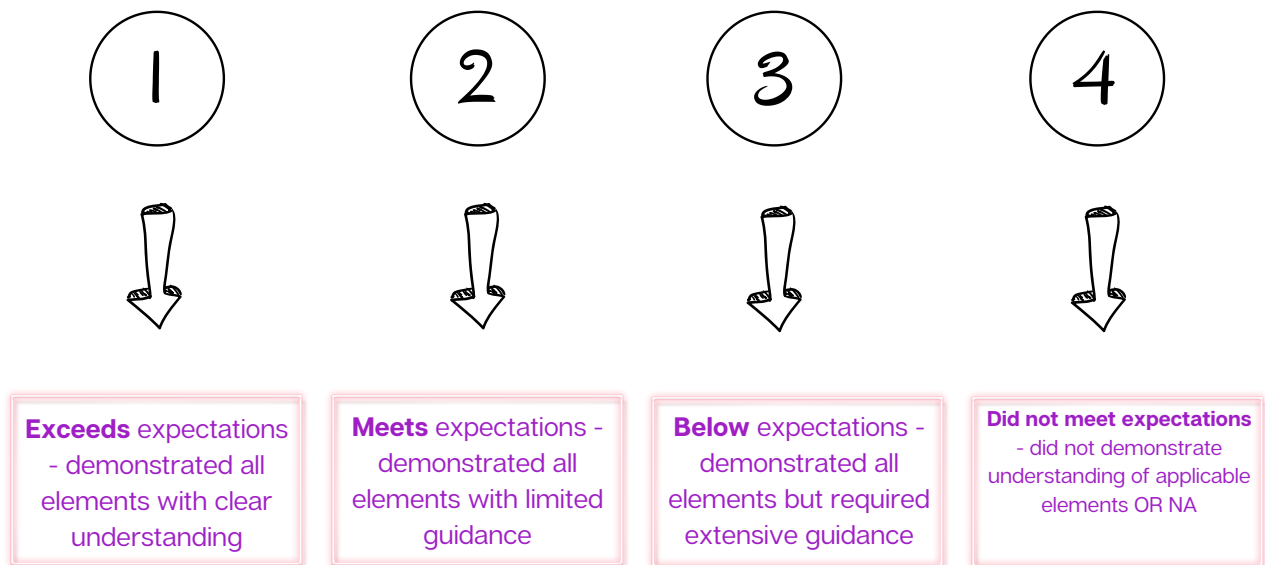 1
2
3
4
Exceeds expectations
- demonstrated all
elements with clear
understanding
Meets expectations -
demonstrated all
elements with limited
guidance
Below expectations -
demonstrated all
elements but required
extensive guidance
Did not meet expectations
- did not demonstrate
understanding of applicable
elements OR NA